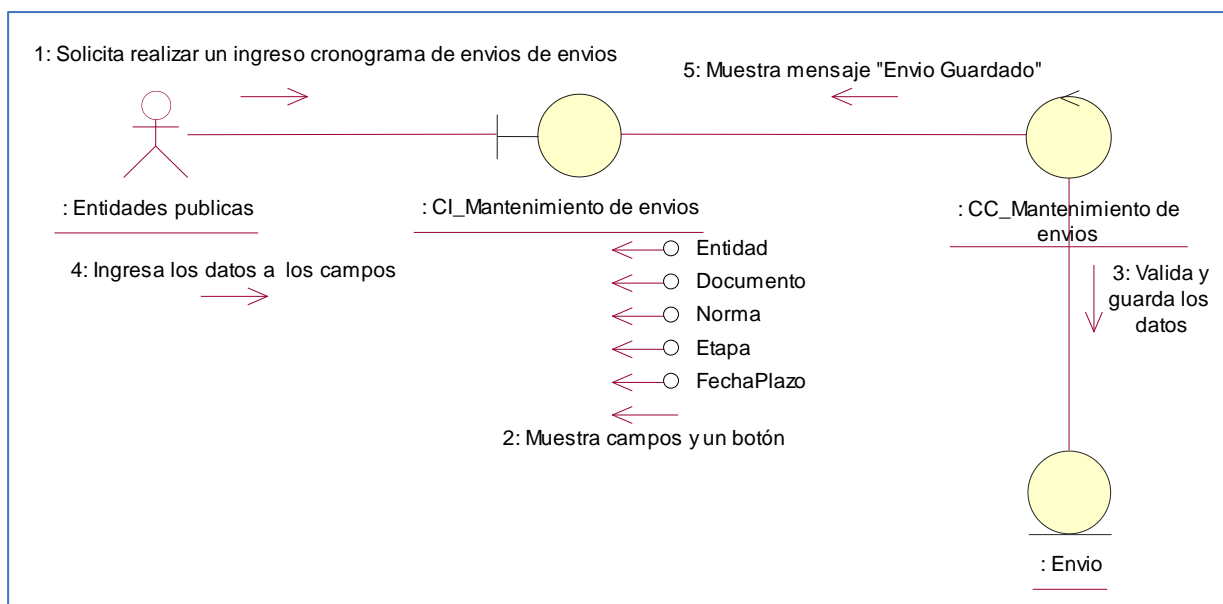 1: Solicita realizar un ingreso cronograma de envios de envios
5: Muestra mensaje "Envio Guardado"
: Entidades publicas
: CI_Mantenimiento de envios
: CC_Mantenimiento de
envios
4: Ingresa los datos a los campos
Entidad
Documento
Norma
Etapa
FechaPlazo
2: Muestra campos y un botón
3: Valida y
guarda los
datos
: Envio